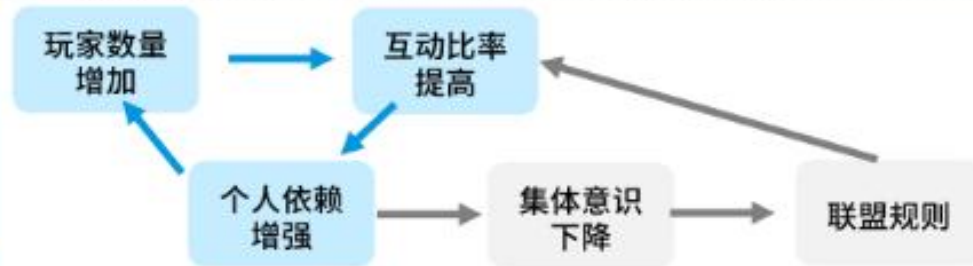 玩家数量
增加
互动比率
提高
个人依赖
增强
集体意识
下降
联盟规则